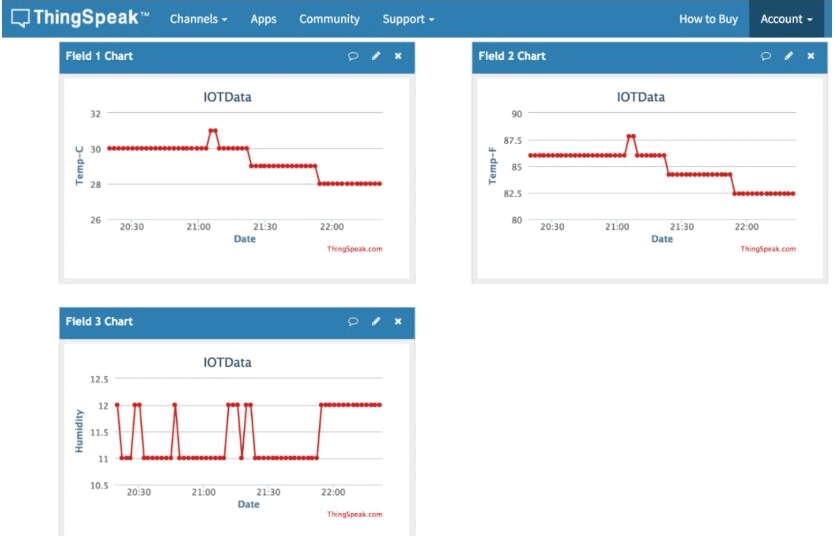 ThingSpeak™ Channels Apps Community Support How to Buy Account
Field 1 Chart
IOTData
32
30
28
26
Temp-C
20:30 21:00 21:30 22:00
Date
ThingSpeak.com
Field 2 Chart
IOTData
90
87.5
85
82.5
80
Temp-F
20:30 21:00 21:30 22:00
Date
ThingSpeak.com
Field 3 Chart
IOTData
12.5
12
11.5
11
10.5
Humidity
20:30 21:00 21:30 22:00
Date
ThingSpeak.com